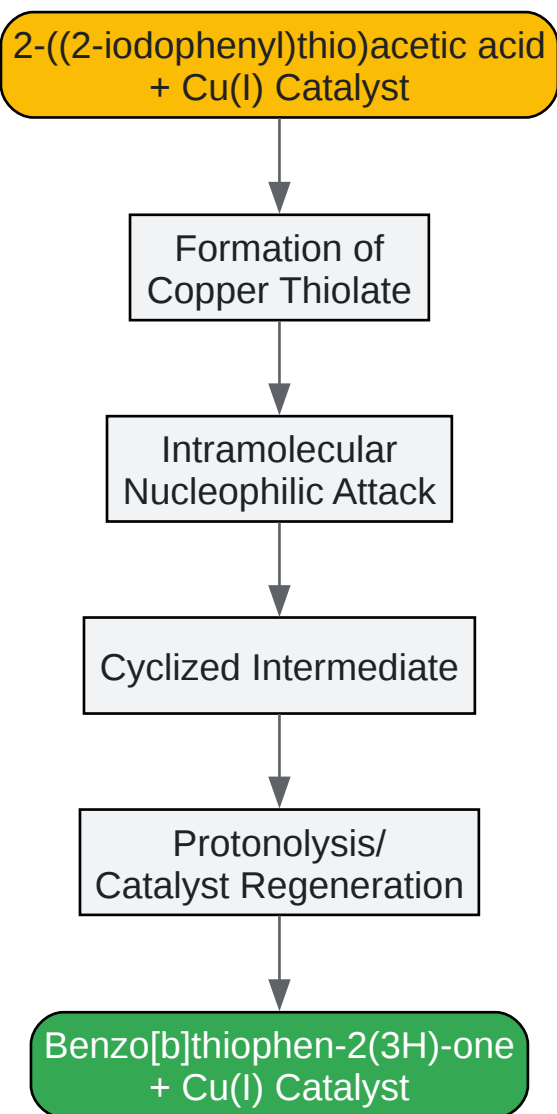 2-((2-iodophenyl)thio)acetic acid
+ Cu(I) Catalyst
Formation of
Copper Thiolate
Intramolecular
Nucleophilic Attack
Cyclized Intermediate
Protonolysis/
Catalyst Regeneration
Benzo[b]thiophen-2(3H)-one
+ Cu(I) Catalyst